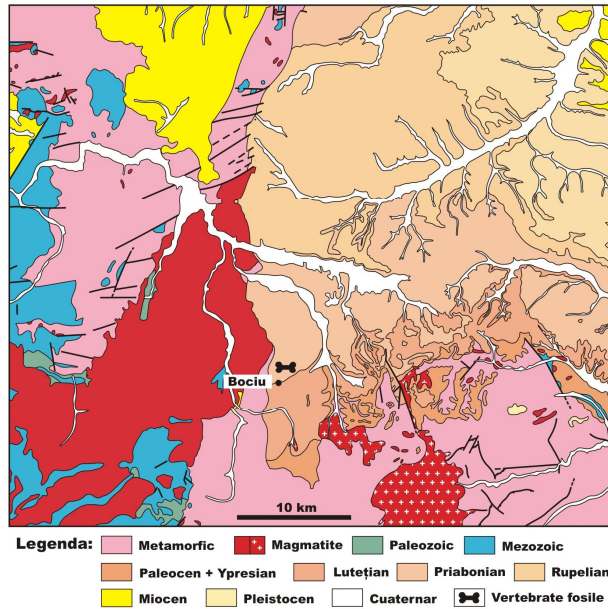 Bociu
10 km
Legenda: Metamorfic Magmatite Paleozoic Mezozoic
Paleocen + Ypresian Lutețian Priabonian Rupelian
Miocen Pleistocen Cuaternar Vertebrate fosile